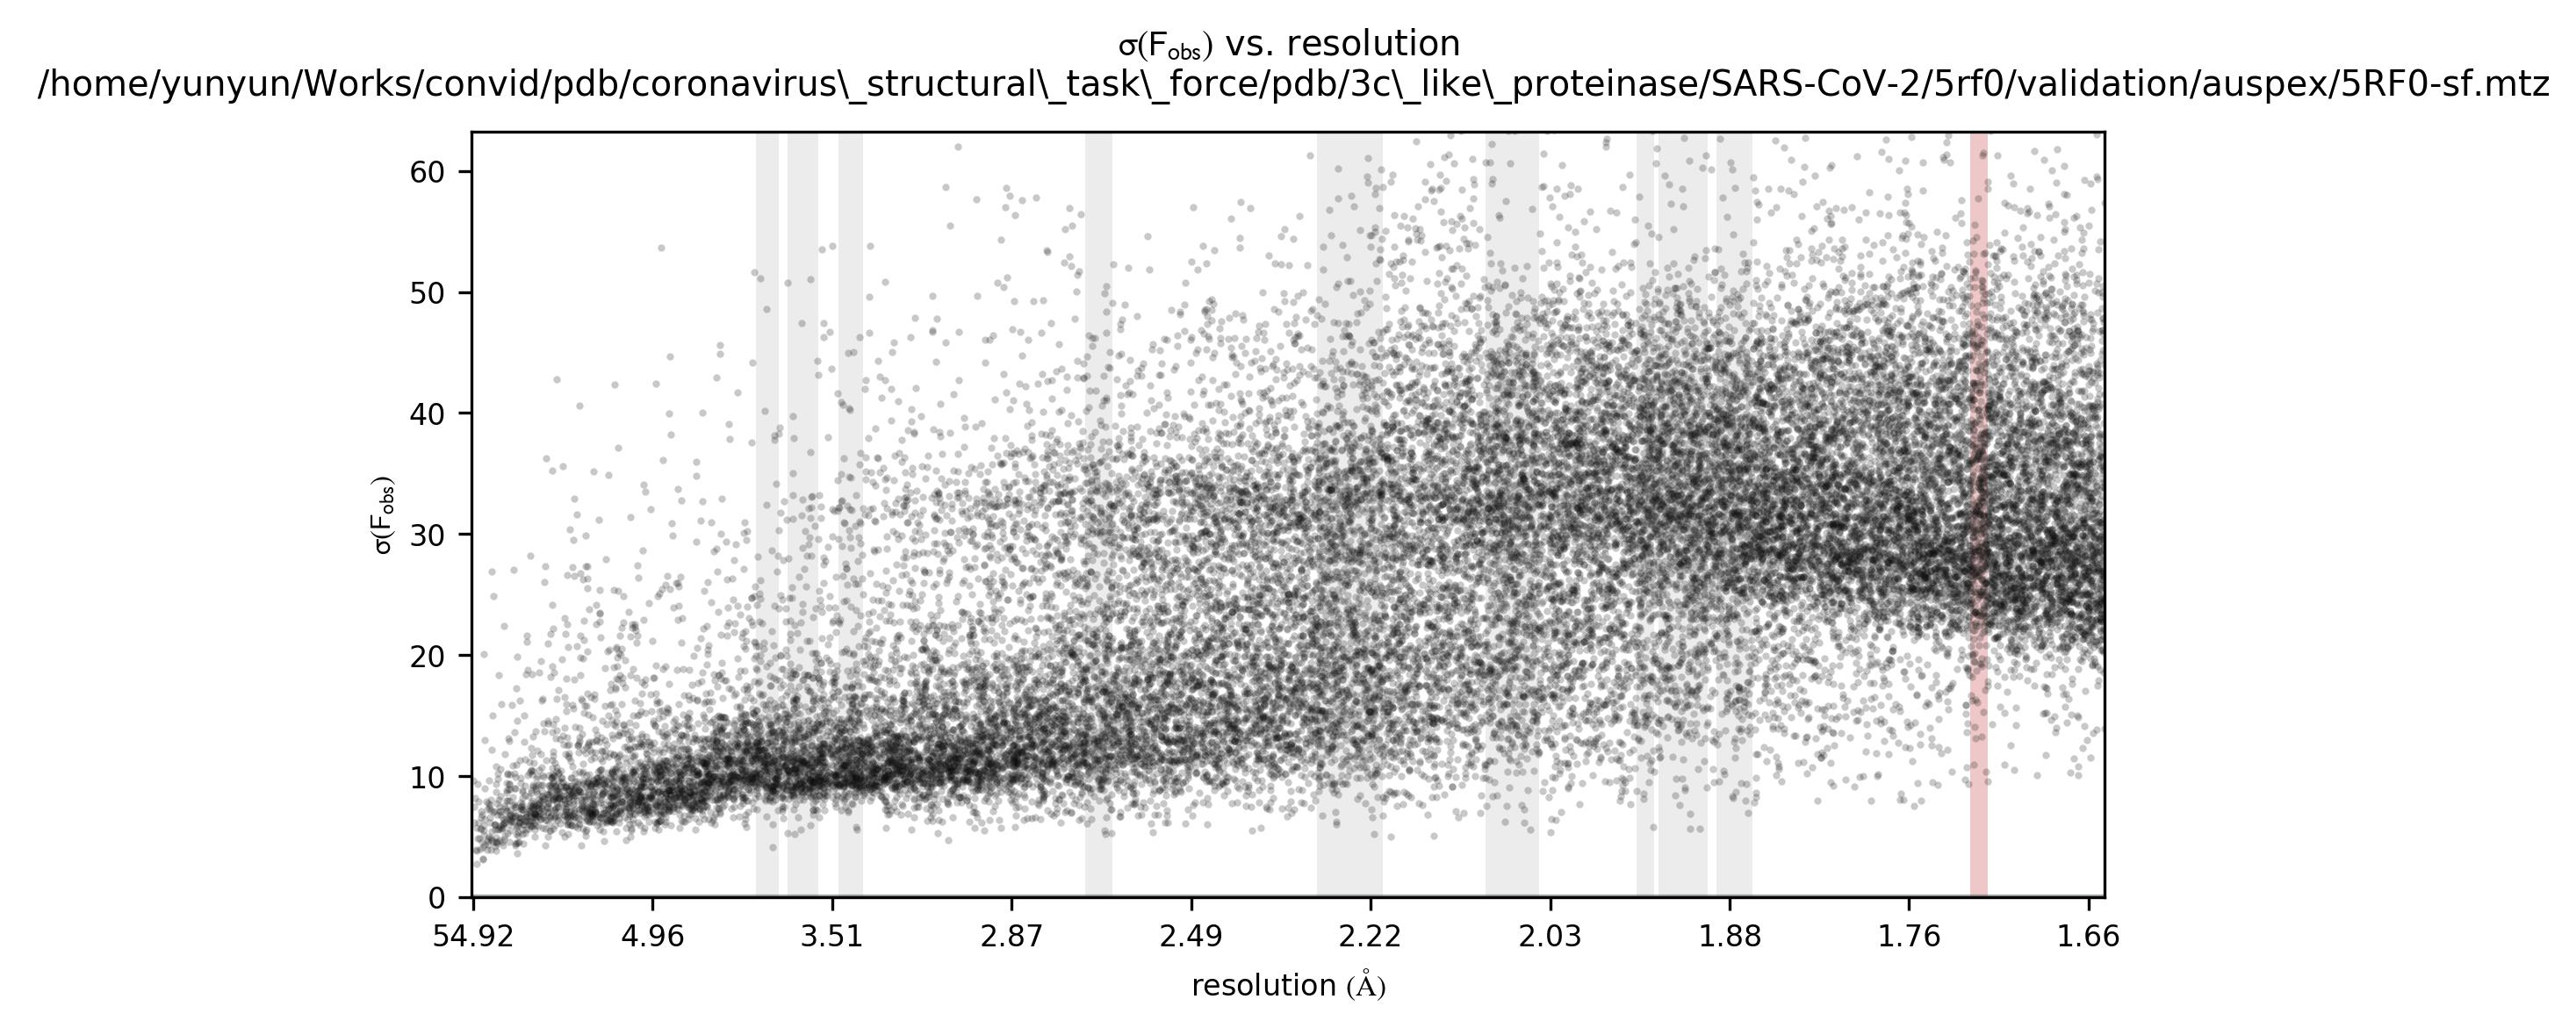 σ(Fobs) vs. resolution
/home/yunyun/Works/convid/pdb/coronavirus\_structural\_task\_force/pdb/3c\_like\_proteinase/SARS-CoV-2/5rf0/validation/auspex/5RF0-sf.mtz
60
50
40
30
20
10
0
σ(Fobs)
54.92 4.96 3.51 2.87 2.49 2.22 2.03 1.88 1.76 1.66
resolution (Å)